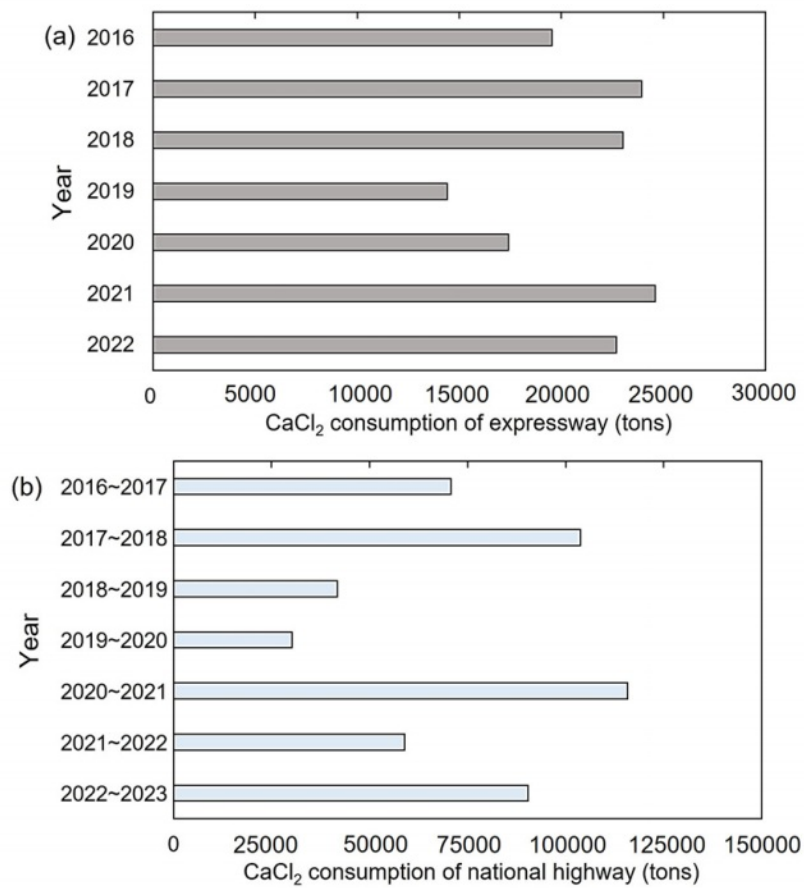 (a)
2016
2017
2018
2019
2020
2021
2022
Year
0 5000 10000 15000 20000 25000 30000
CaCl₂ consumption of expressway (tons)
(b)
2016~2017
2017~2018
2018~2019
2019~2020
2020~2021
2021~2022
2022~2023
Year
0 25000 50000 75000 100000 125000 150000
CaCl₂ consumption of national highway (tons)